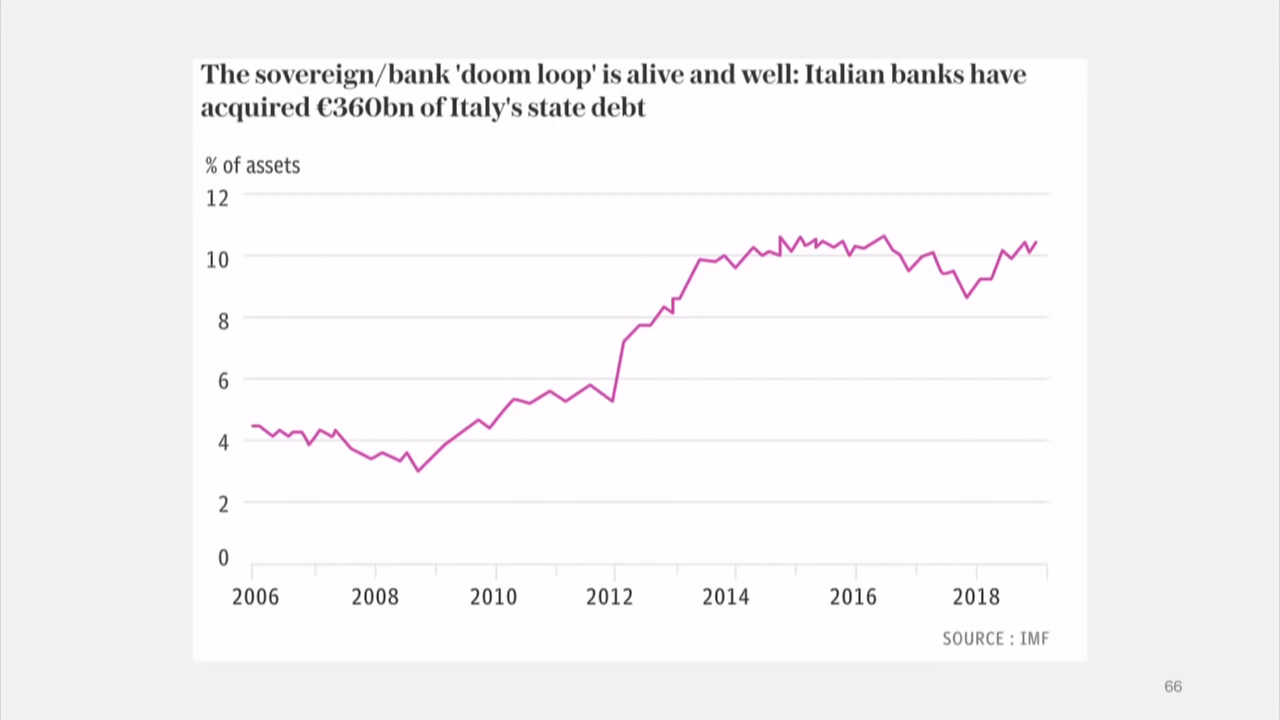 The sovereign/bank 'doom loop' is alive and well: Italian banks have
acquired €360bn of Italy's state debt
% of assets
12
10
8
6
4
2
0
2006 2008 2010 2012 2014 2016 2018
SOURCE : IMF
66